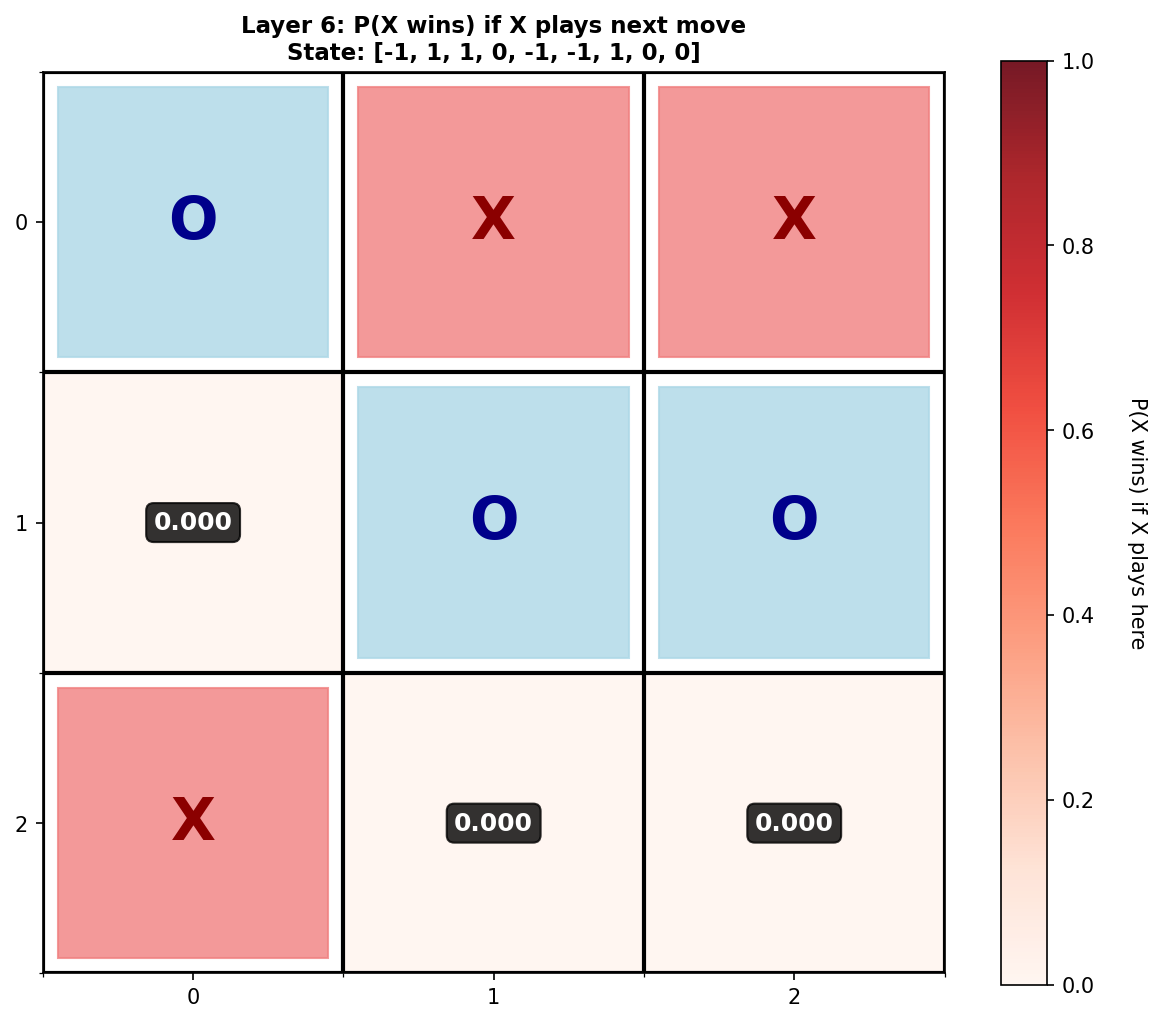 Layer 6: P(X wins) if X plays next move
State: [-1, 1, 1, 0, -1, -1, 1, 0, 0]
0
O
X
X
1
0.000
O
O
2
X
0.000
0.000
0
1
2
1.0
0.8
0.6
0.4
0.2
0.0
P(X wins) if X plays here